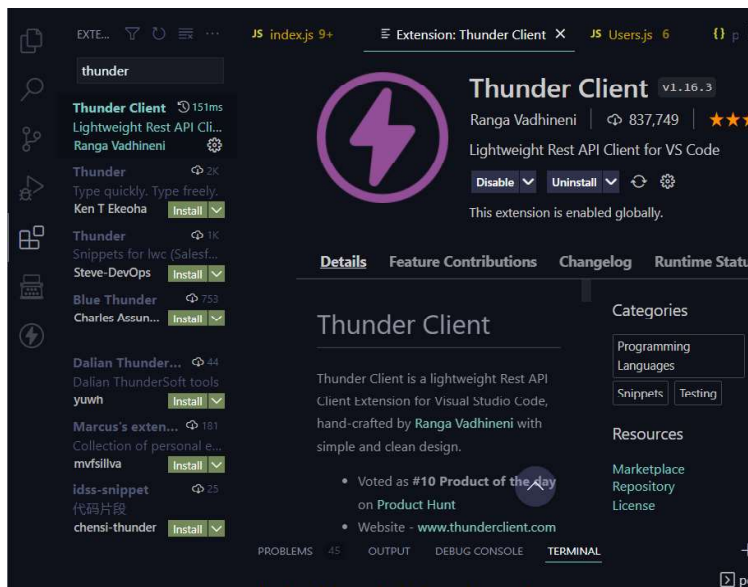 EXTE...
JS index.js 9+
Extension: Thunder Client
JS Users.js 6
{} p
thunder
Thunder Client 151ms
Lightweight Rest API Cli...
Ranga Vadhineni
Thunder 2K
Type quickly. Type freely.
Ken T Ekeoha Install
Thunder 1K
Snippets for lwc (Salesf...
Steve-DevOps Install
Blue Thunder 753
Charles Assun... Install
Dalian Thunder... 44
Dalian ThunderSoft tools
yuwh Install
Marcus's exten... 181
Collection of personal e...
mvfsillva Install
idss-snippet 25
代码片段
chensi-thunder Install
Thunder Client v1.16.3
Ranga Vadhineni 837,749
Lightweight Rest API Client for VS Code
Disable Uninstall
This extension is enabled globally.
Details Feature Contributions Changelog Runtime Statu
Thunder Client
Thunder Client is a lightweight Rest API
Client Extension for Visual Studio Code,
hand-crafted by Ranga Vadhineni with
simple and clean design.
• Voted as #10 Product of the day
on Product Hunt
• Website - www.thunderclient.com
Categories
Programming
Languages
Snippets Testing
Resources
Marketplace
Repository
License
PROBLEMS 45 OUTPUT DEBUG CONSOLE TERMINAL
p